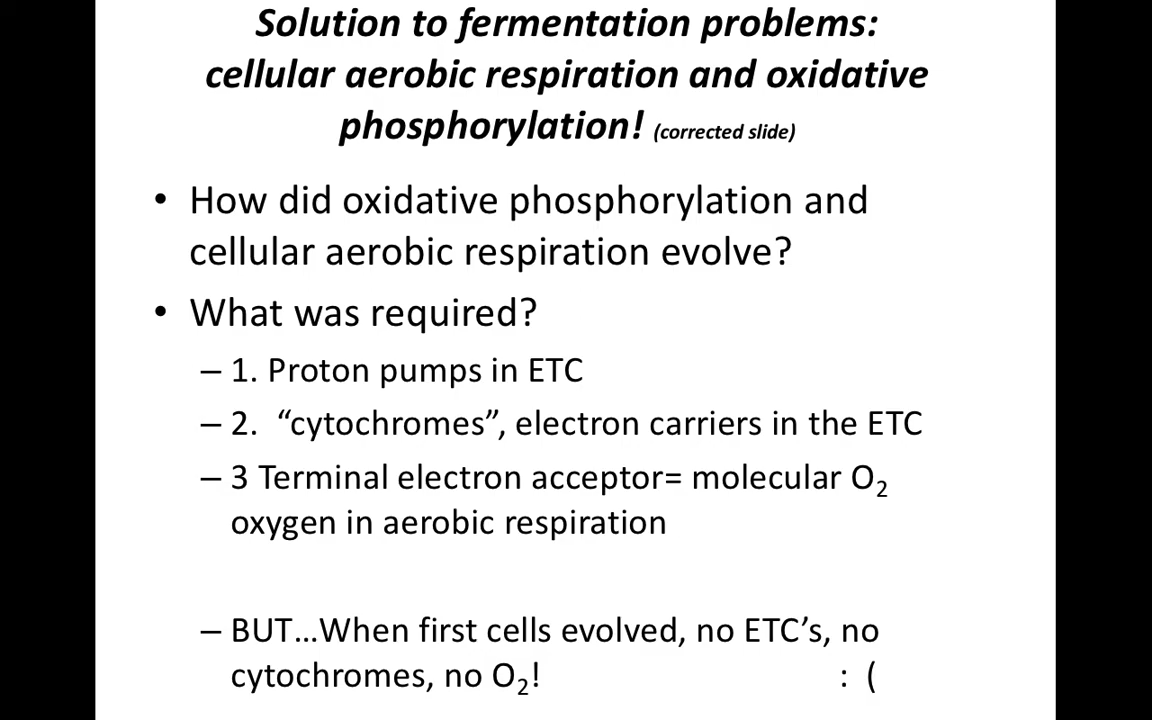 Solution to fermentation problems:
cellular aerobic respiration and oxidative
phosphorylation! (corrected slide)
• How did oxidative phosphorylation and
cellular aerobic respiration evolve?
• What was required?
– 1. Proton pumps in ETC
– 2. “cytochromes”, electron carriers in the ETC
– 3 Terminal electron acceptor= molecular O₂
oxygen in aerobic respiration
– BUT…When first cells evolved, no ETC’s, no
cytochromes, no O₂! : (